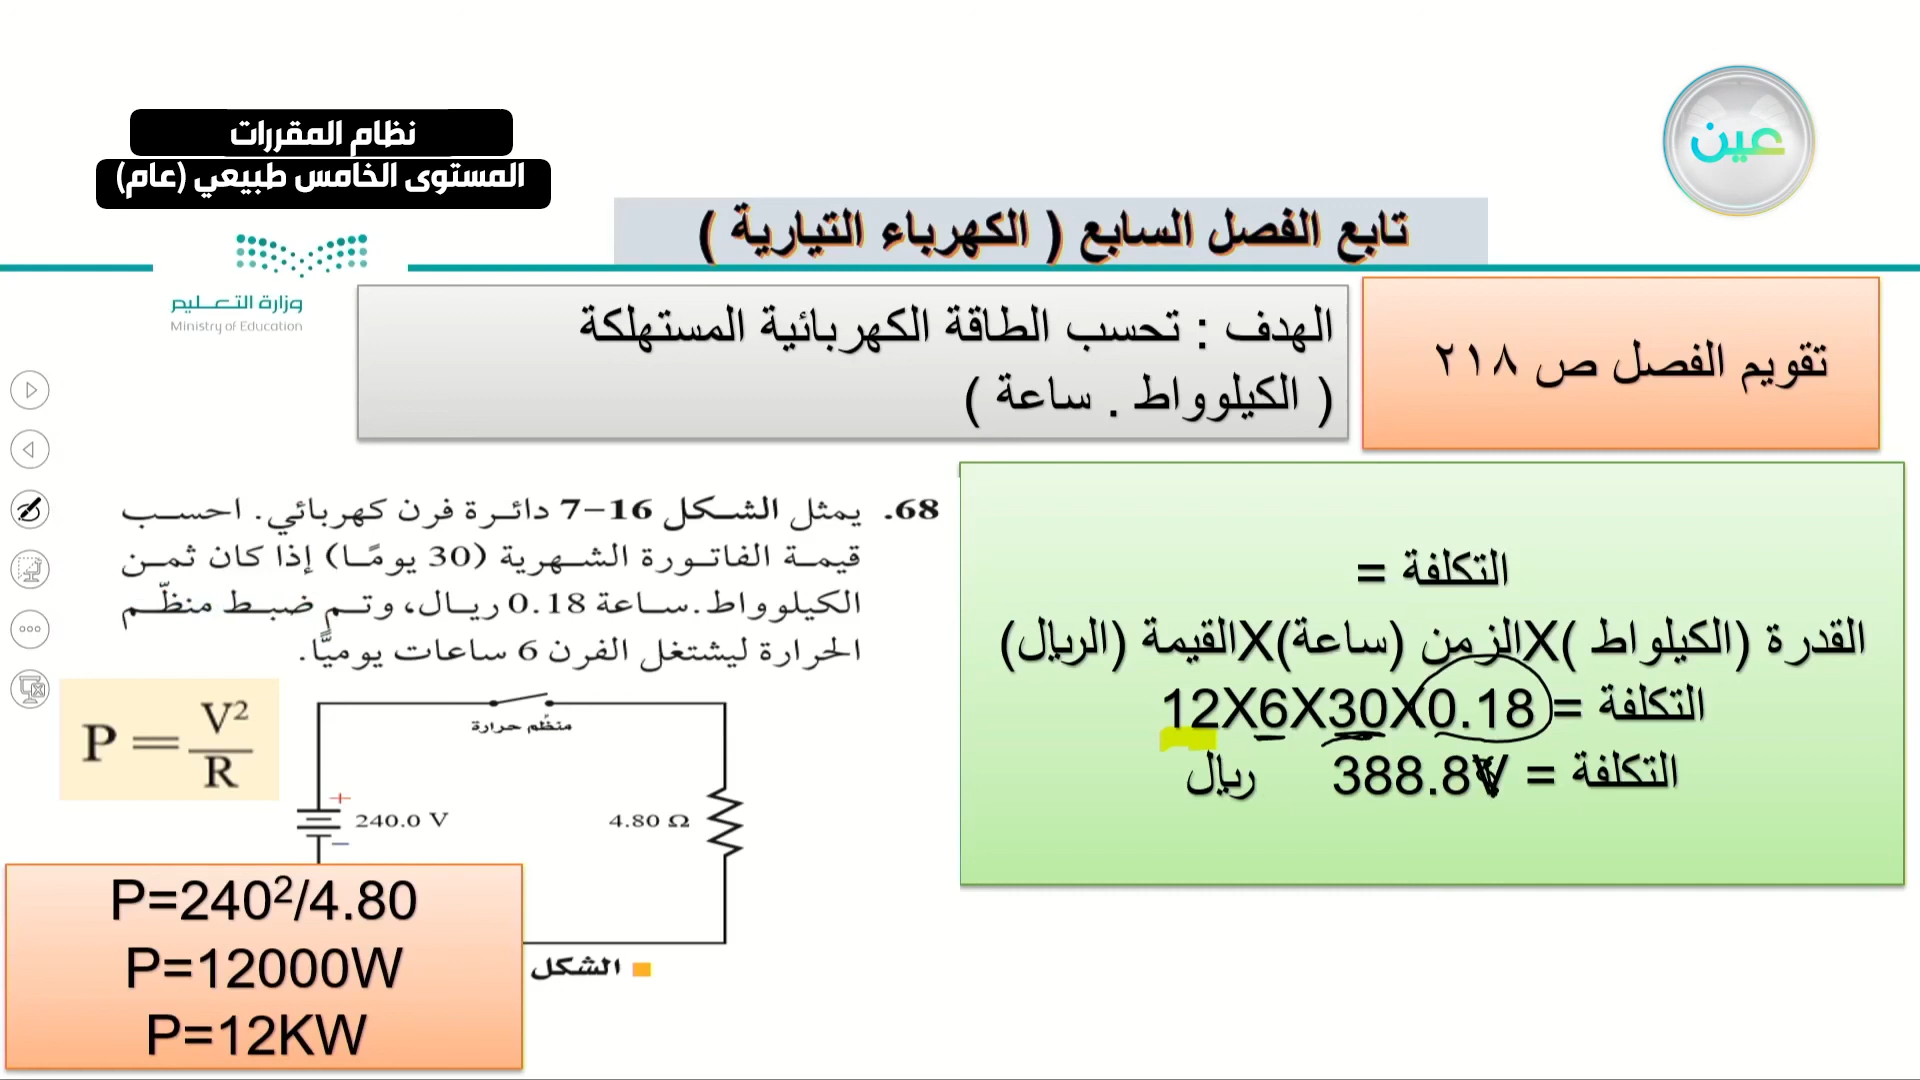 نظام المقررات
المستوى الخامس طبيعي (عام)
عين
تابع الفصل السابع ( الكهرباء التيارية )
وزارة التعليم
Ministry of Education
تقويم الفصل ص ٢١٨
الهدف : تحسب الطاقة الكهربائية المستهلكة
( الكيلوواط . ساعة )
68. يمثل الشكل 16-7 دائرة فرن كهربائي. احسب
قيمة الفاتورة الشهرية (30 يومًا) إذا كان ثمن
الكيلوواط.ساعة 0.18 ريال، وتم ضبط منظّم
الحرارة ليشتغل الفرن 6 ساعات يوميًّا.
التكلفة =
القدرة (الكيلواط )Xالزمن (ساعة)Xالقيمة (الريال)
التكلفة = 12X6X30X0.18
التكلفة = 388.8 ريال
P = V²/R
منظّم حرارة
+
240.0 V
−
4.80 Ω
الشكل
P=240²/4.80
P=12000W
P=12KW